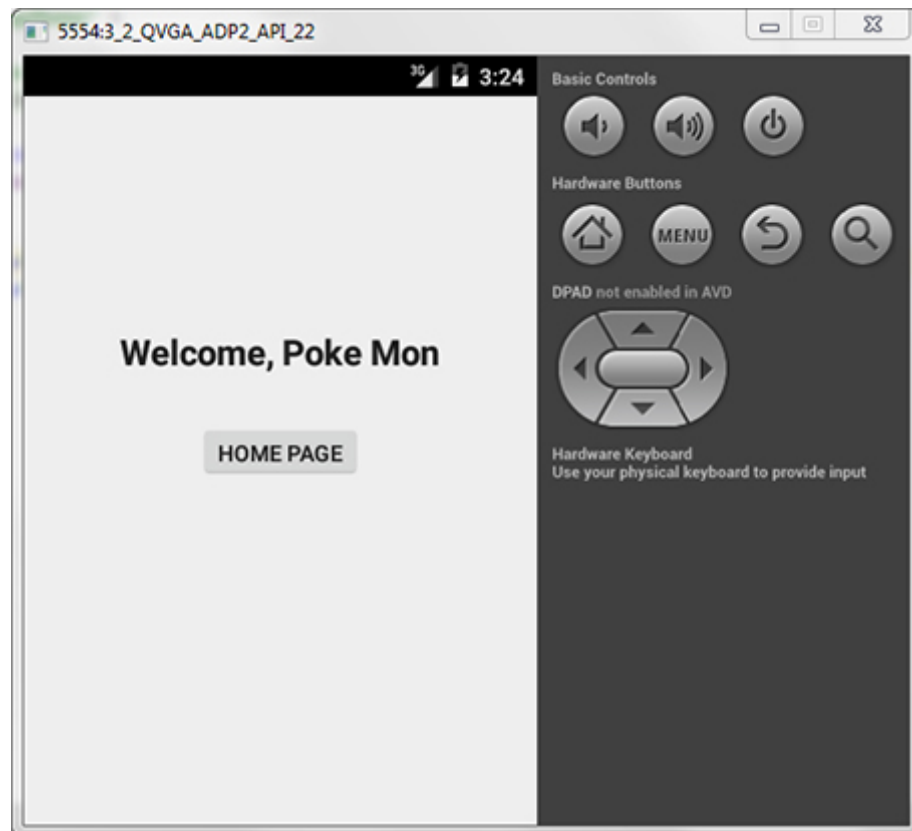 5554:3_2_QVGA_ADP2_API_22
3G 3:24
Welcome, Poke Mon
HOME PAGE
Basic Controls
Hardware Buttons
MENU
DPAD not enabled in AVD
Hardware Keyboard
Use your physical keyboard to provide input